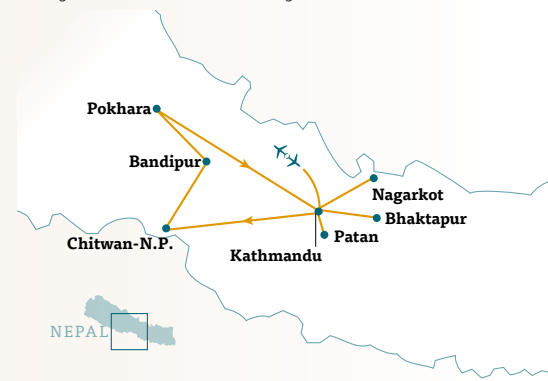 Pokhara
Bandipur
Nagarkot
Bhaktapur
Patan
Chitwan-N.P.
Kathmandu
NEPAL